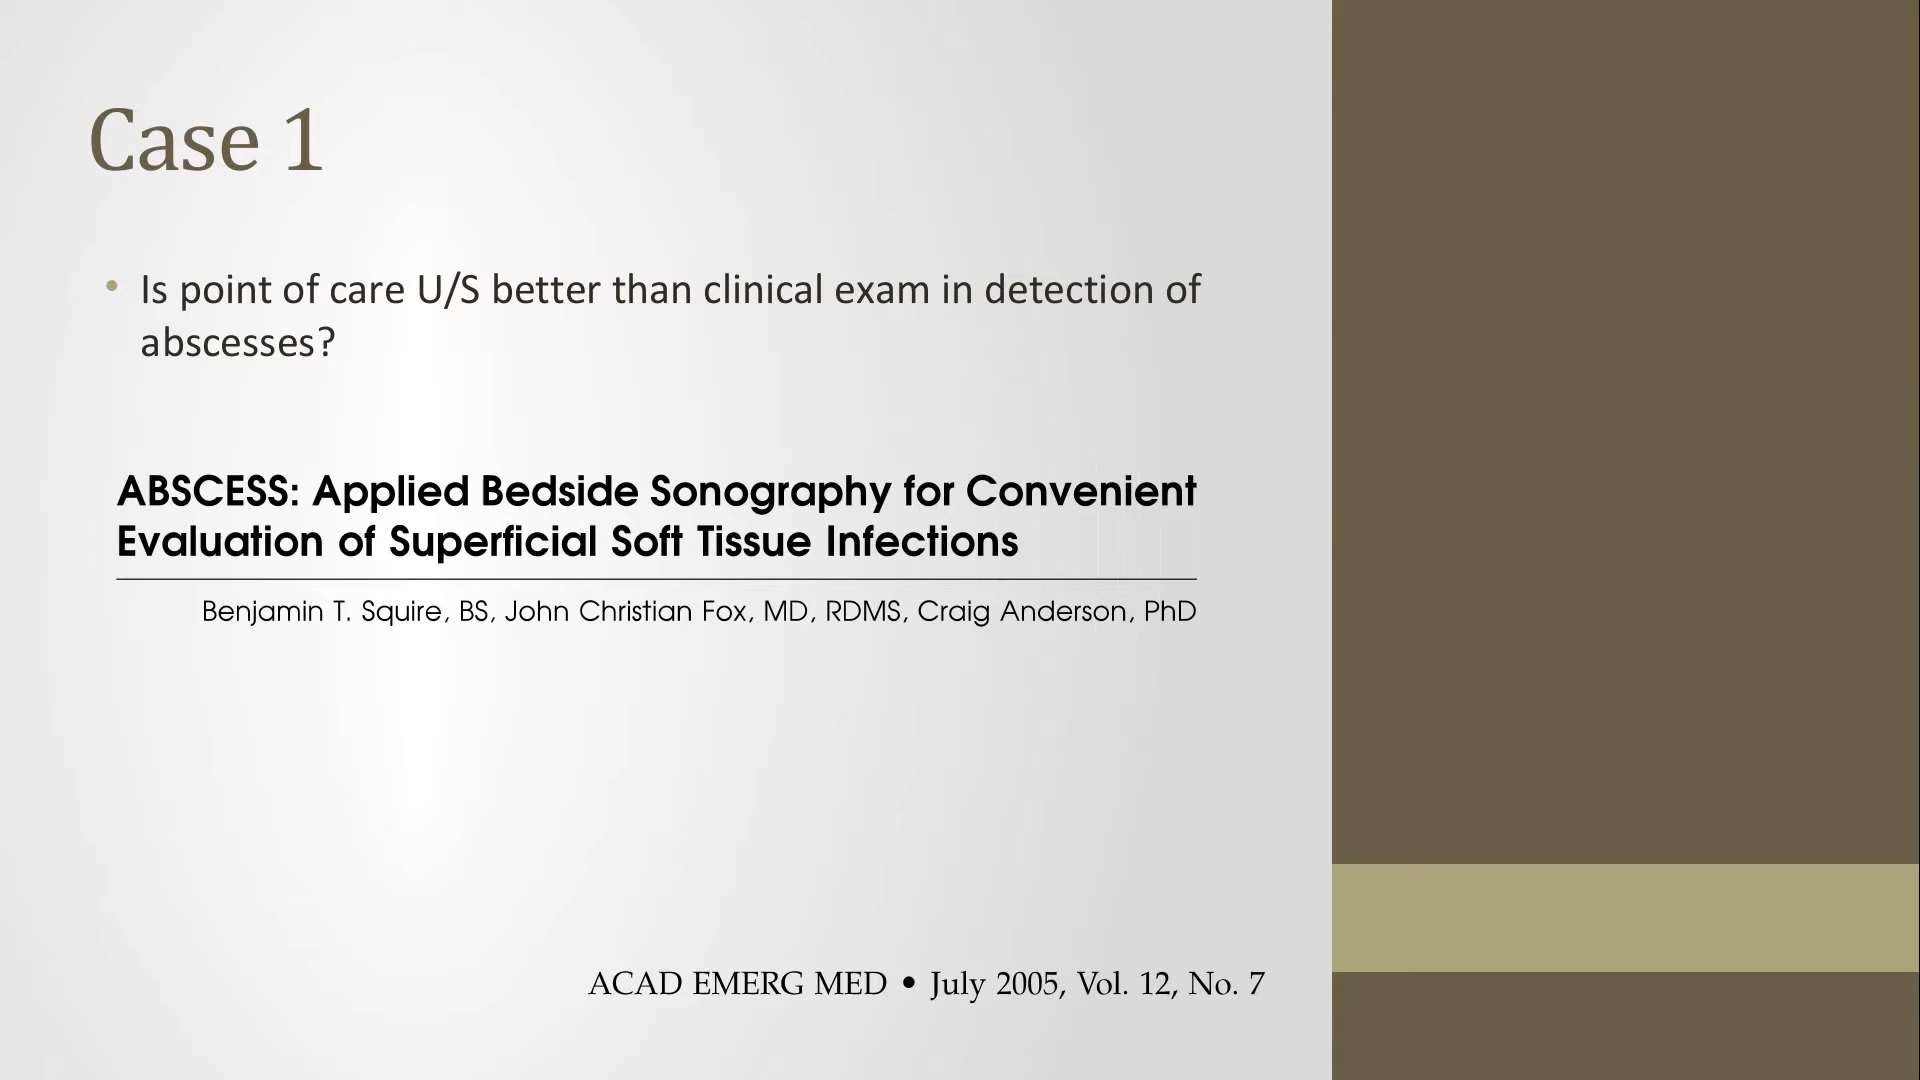 Case 1
• Is point of care U/S better than clinical exam in detection of
abscesses?
ABSCESS: Applied Bedside Sonography for Convenient
Evaluation of Superficial Soft Tissue Infections
Benjamin T. Squire, BS, John Christian Fox, MD, RDMS, Craig Anderson, PhD
ACAD EMERG MED • July 2005, Vol. 12, No. 7